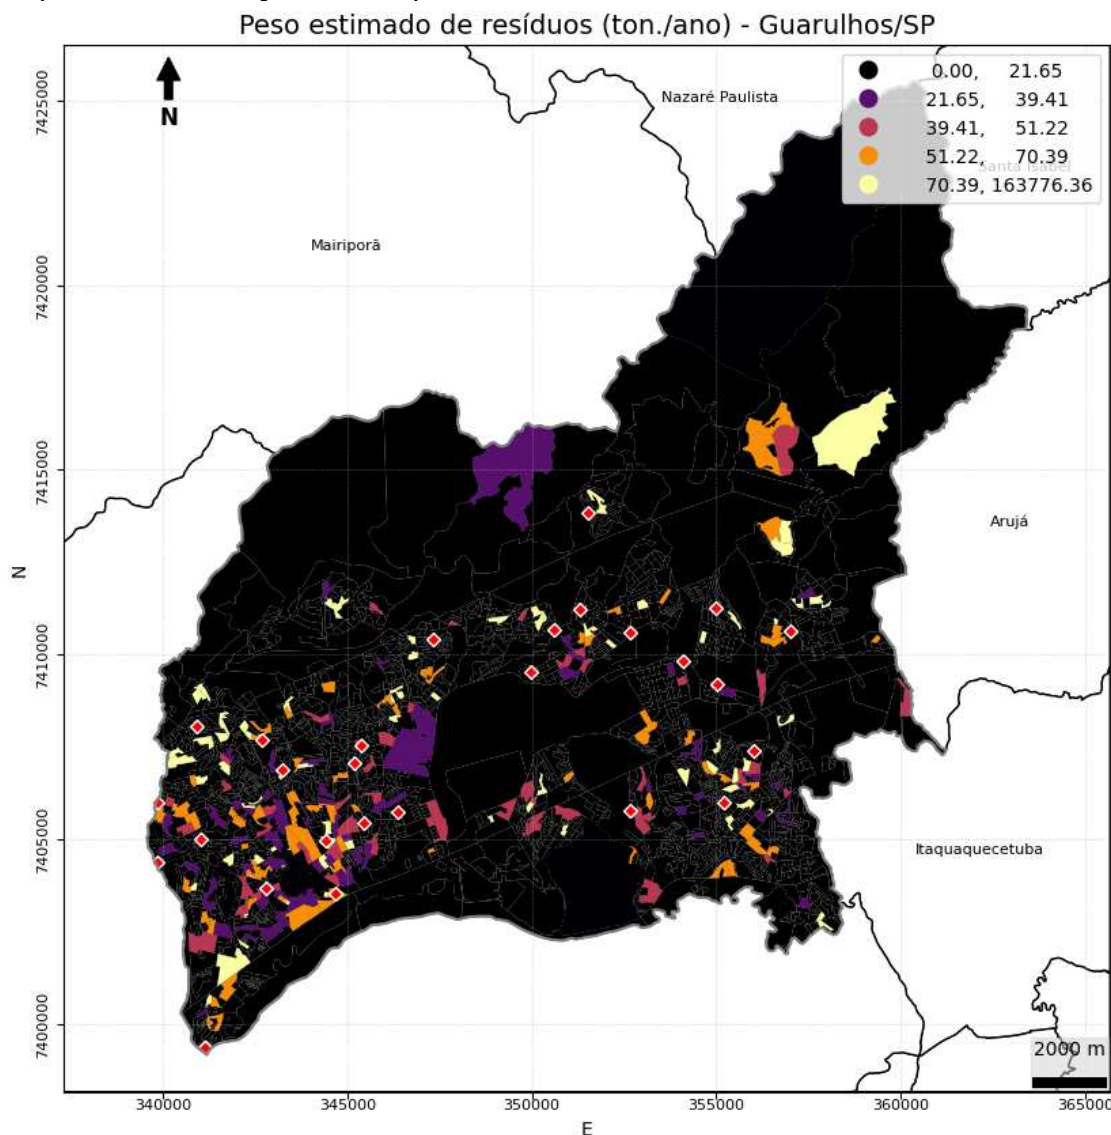 Peso estimado de resíduos (ton./ano) - Guarulhos/SP
N
0.00, 21.65
21.65, 39.41
39.41, 51.22
51.22, 70.39
70.39, 163776.36
Nazaré Paulista
Santa Isabel
Mairiporã
Arujá
Itaquaquecetuba
7425000
7420000
7415000
7410000
7405000
7400000
N
2000 m
340000 345000 350000 355000 360000 365000
E